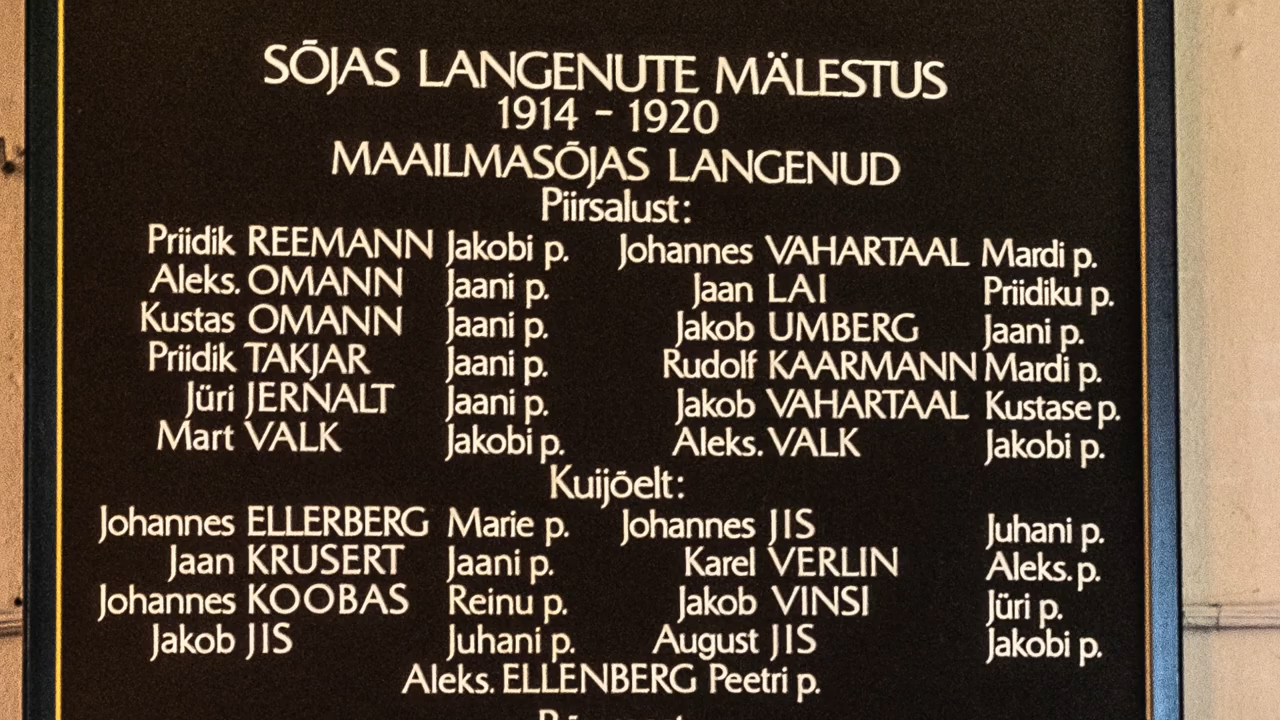 SÕJAS LANGENUTE MÄLESTUS
1914 - 1920
MAAILMASÕJAS LANGENUD
Piirsalust:
Priidik REEMANN Jakobi p. Johannes VAHARTAAL Mardi p.
Aleks. OMANN Jaani p. Jaan LAI Priidiku p.
Kustas OMANN Jaani p. Jakob UMBERG Jaani p.
Priidik TAKJAR Jaani p. Rudolf KAARMANN Mardi p.
Jüri JERNALT Jaani p. Jakob VAHARTAAL Kustase p.
Mart VALK Jakobi p. Aleks. VALK Jakobi p.
Kuijõelt:
Johannes ELLERBERG Marie p. Johannes JIS Juhani p.
Jaan KRUSERT Jaani p. Karel VERLIN Aleks. p.
Johannes KOOBAS Reinu p. Jakob VINSI Jüri p.
Jakob JIS Juhani p. August JIS Jakobi p.
Aleks. ELLENBERG Peetri p.